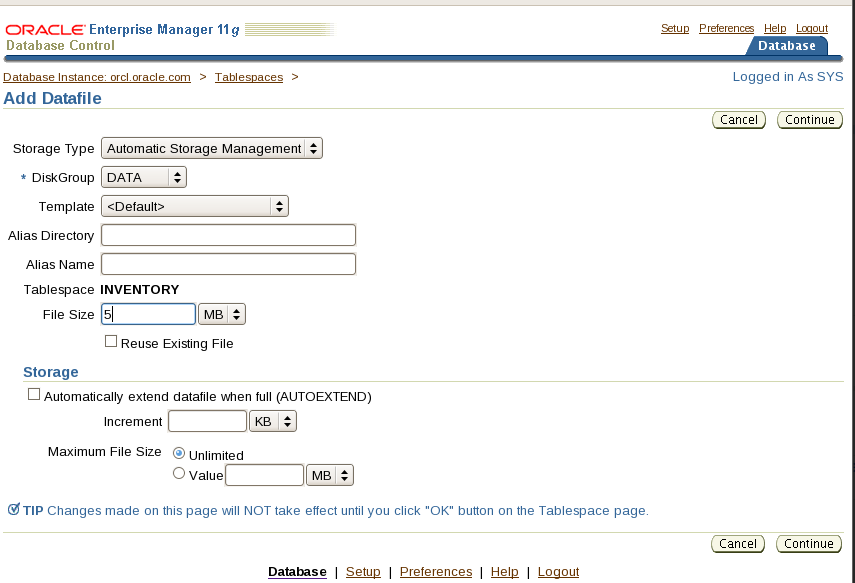 ORACLE Enterprise Manager 11g
Database Control
Setup Preferences Help Logout
Database
Database Instance: orcl.oracle.com > Tablespaces >
Logged in As SYS
Add Datafile
Cancel Continue
Storage Type Automatic Storage Management
* DiskGroup DATA
Template <Default>
Alias Directory
Alias Name
Tablespace INVENTORY
File Size 5 MB
Reuse Existing File
Storage
Automatically extend datafile when full (AUTOEXTEND)
Increment KB
Maximum File Size Unlimited
Value MB
TIP Changes made on this page will NOT take effect until you click "OK" button on the Tablespace page.
Cancel Continue
Database | Setup | Preferences | Help | Logout